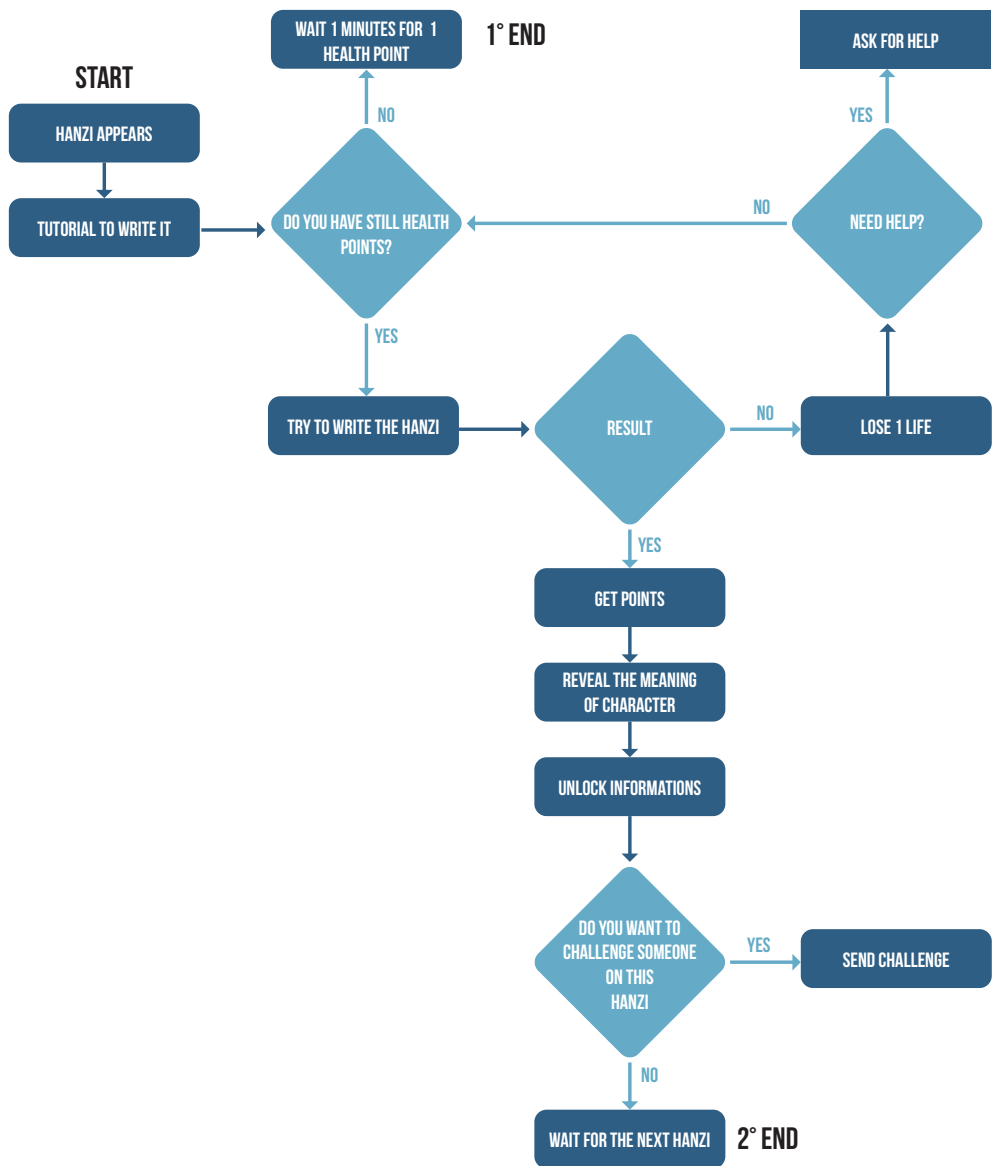 START
HANZI APPEARS
TUTORIAL TO WRITE IT
WAIT 1 MINUTES FOR 1
HEALTH POINT
1° END
NO
DO YOU HAVE STILL HEALTH
POINTS?
YES
TRY TO WRITE THE HANZI
RESULT
NO
LOSE 1 LIFE
NEED HELP?
YES
ASK FOR HELP
NO
YES
GET POINTS
REVEAL THE MEANING
OF CHARACTER
UNLOCK INFORMATIONS
DO YOU WANT TO
CHALLENGE SOMEONE
ON THIS
HANZI
YES
SEND CHALLENGE
NO
WAIT FOR THE NEXT HANZI
2° END